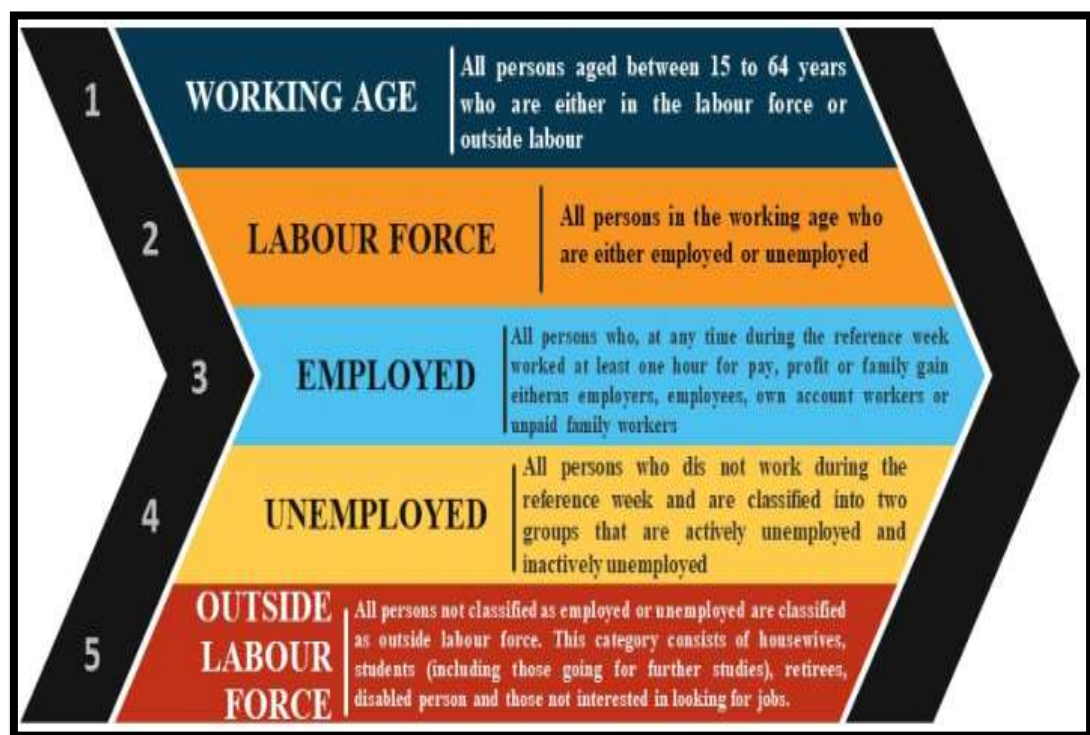 1
WORKING AGE
All persons aged between 15 to 64 years
who are either in the labour force or
outside labour
2
LABOUR FORCE
All persons in the working age who
are either employed or unemployed
3
EMPLOYED
All persons who, at any time during the reference week
worked at least one hour for pay, profit or family gain
eitheras employers, employees, own account workers or
unpaid family workers
4
UNEMPLOYED
All persons who dis not work during the
reference week and are classified into two
groups that are actively unemployed and
inactively unemployed
5
OUTSIDE
LABOUR
FORCE
All persons not classified as employed or unemployed are classified
as outside labour force. This category consists of housewives,
students (including those going for further studies), retirees,
disabled person and those not interested in looking for jobs.